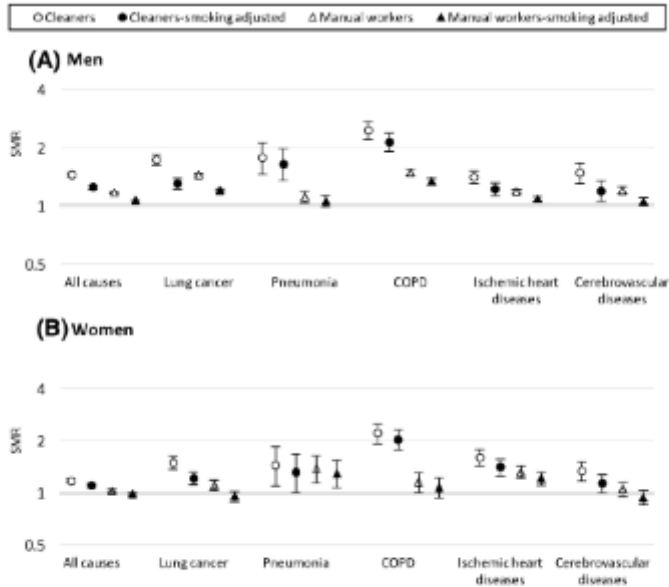 Cleaners Cleaners-smoking adjusted Manual workers Manual workers-smoking adjusted
(A) Men
4
2
1
0.5
SMR
All causes Lung cancer Pneumonia COPD Ischemic heart diseases Cerebrovascular diseases
(B) Women
4
2
1
0.5
SMR
All causes Lung cancer Pneumonia COPD Ischemic heart diseases Cerebrovascular diseases